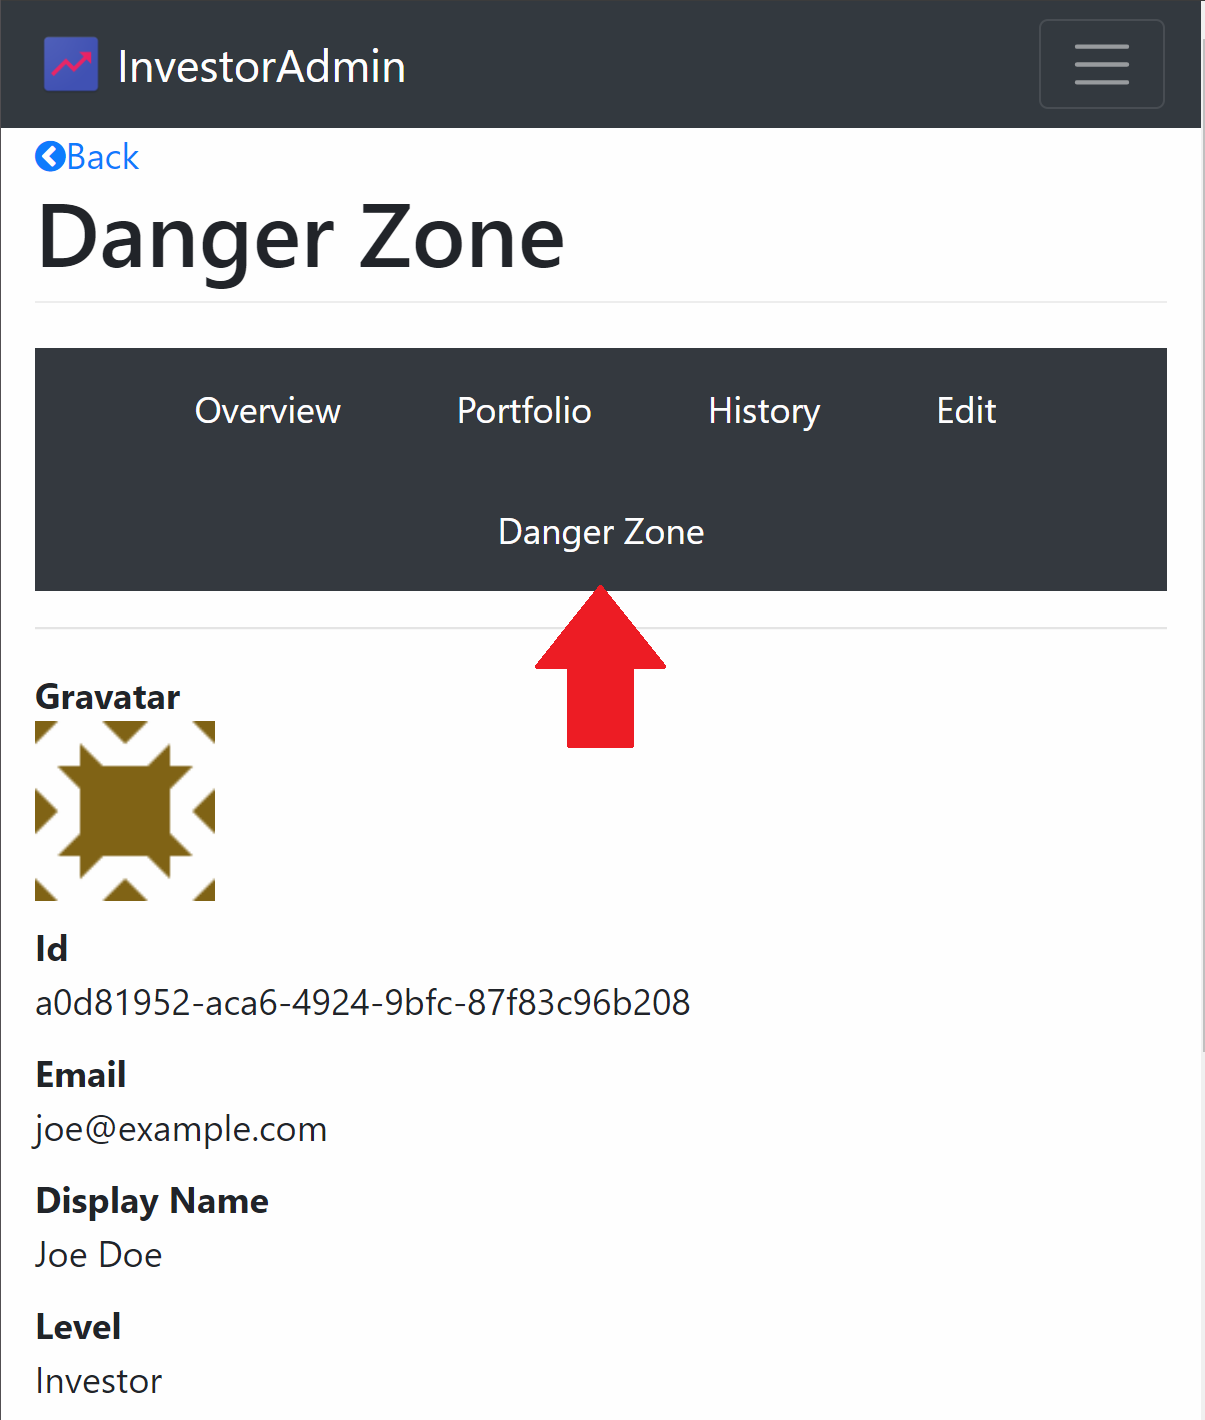 InvestorAdmin
Back
Danger Zone
Overview Portfolio History Edit
Danger Zone
Gravatar
Id
a0d81952-aca6-4924-9bfc-87f83c96b208
Email
joe@example.com
Display Name
Joe Doe
Level
Investor